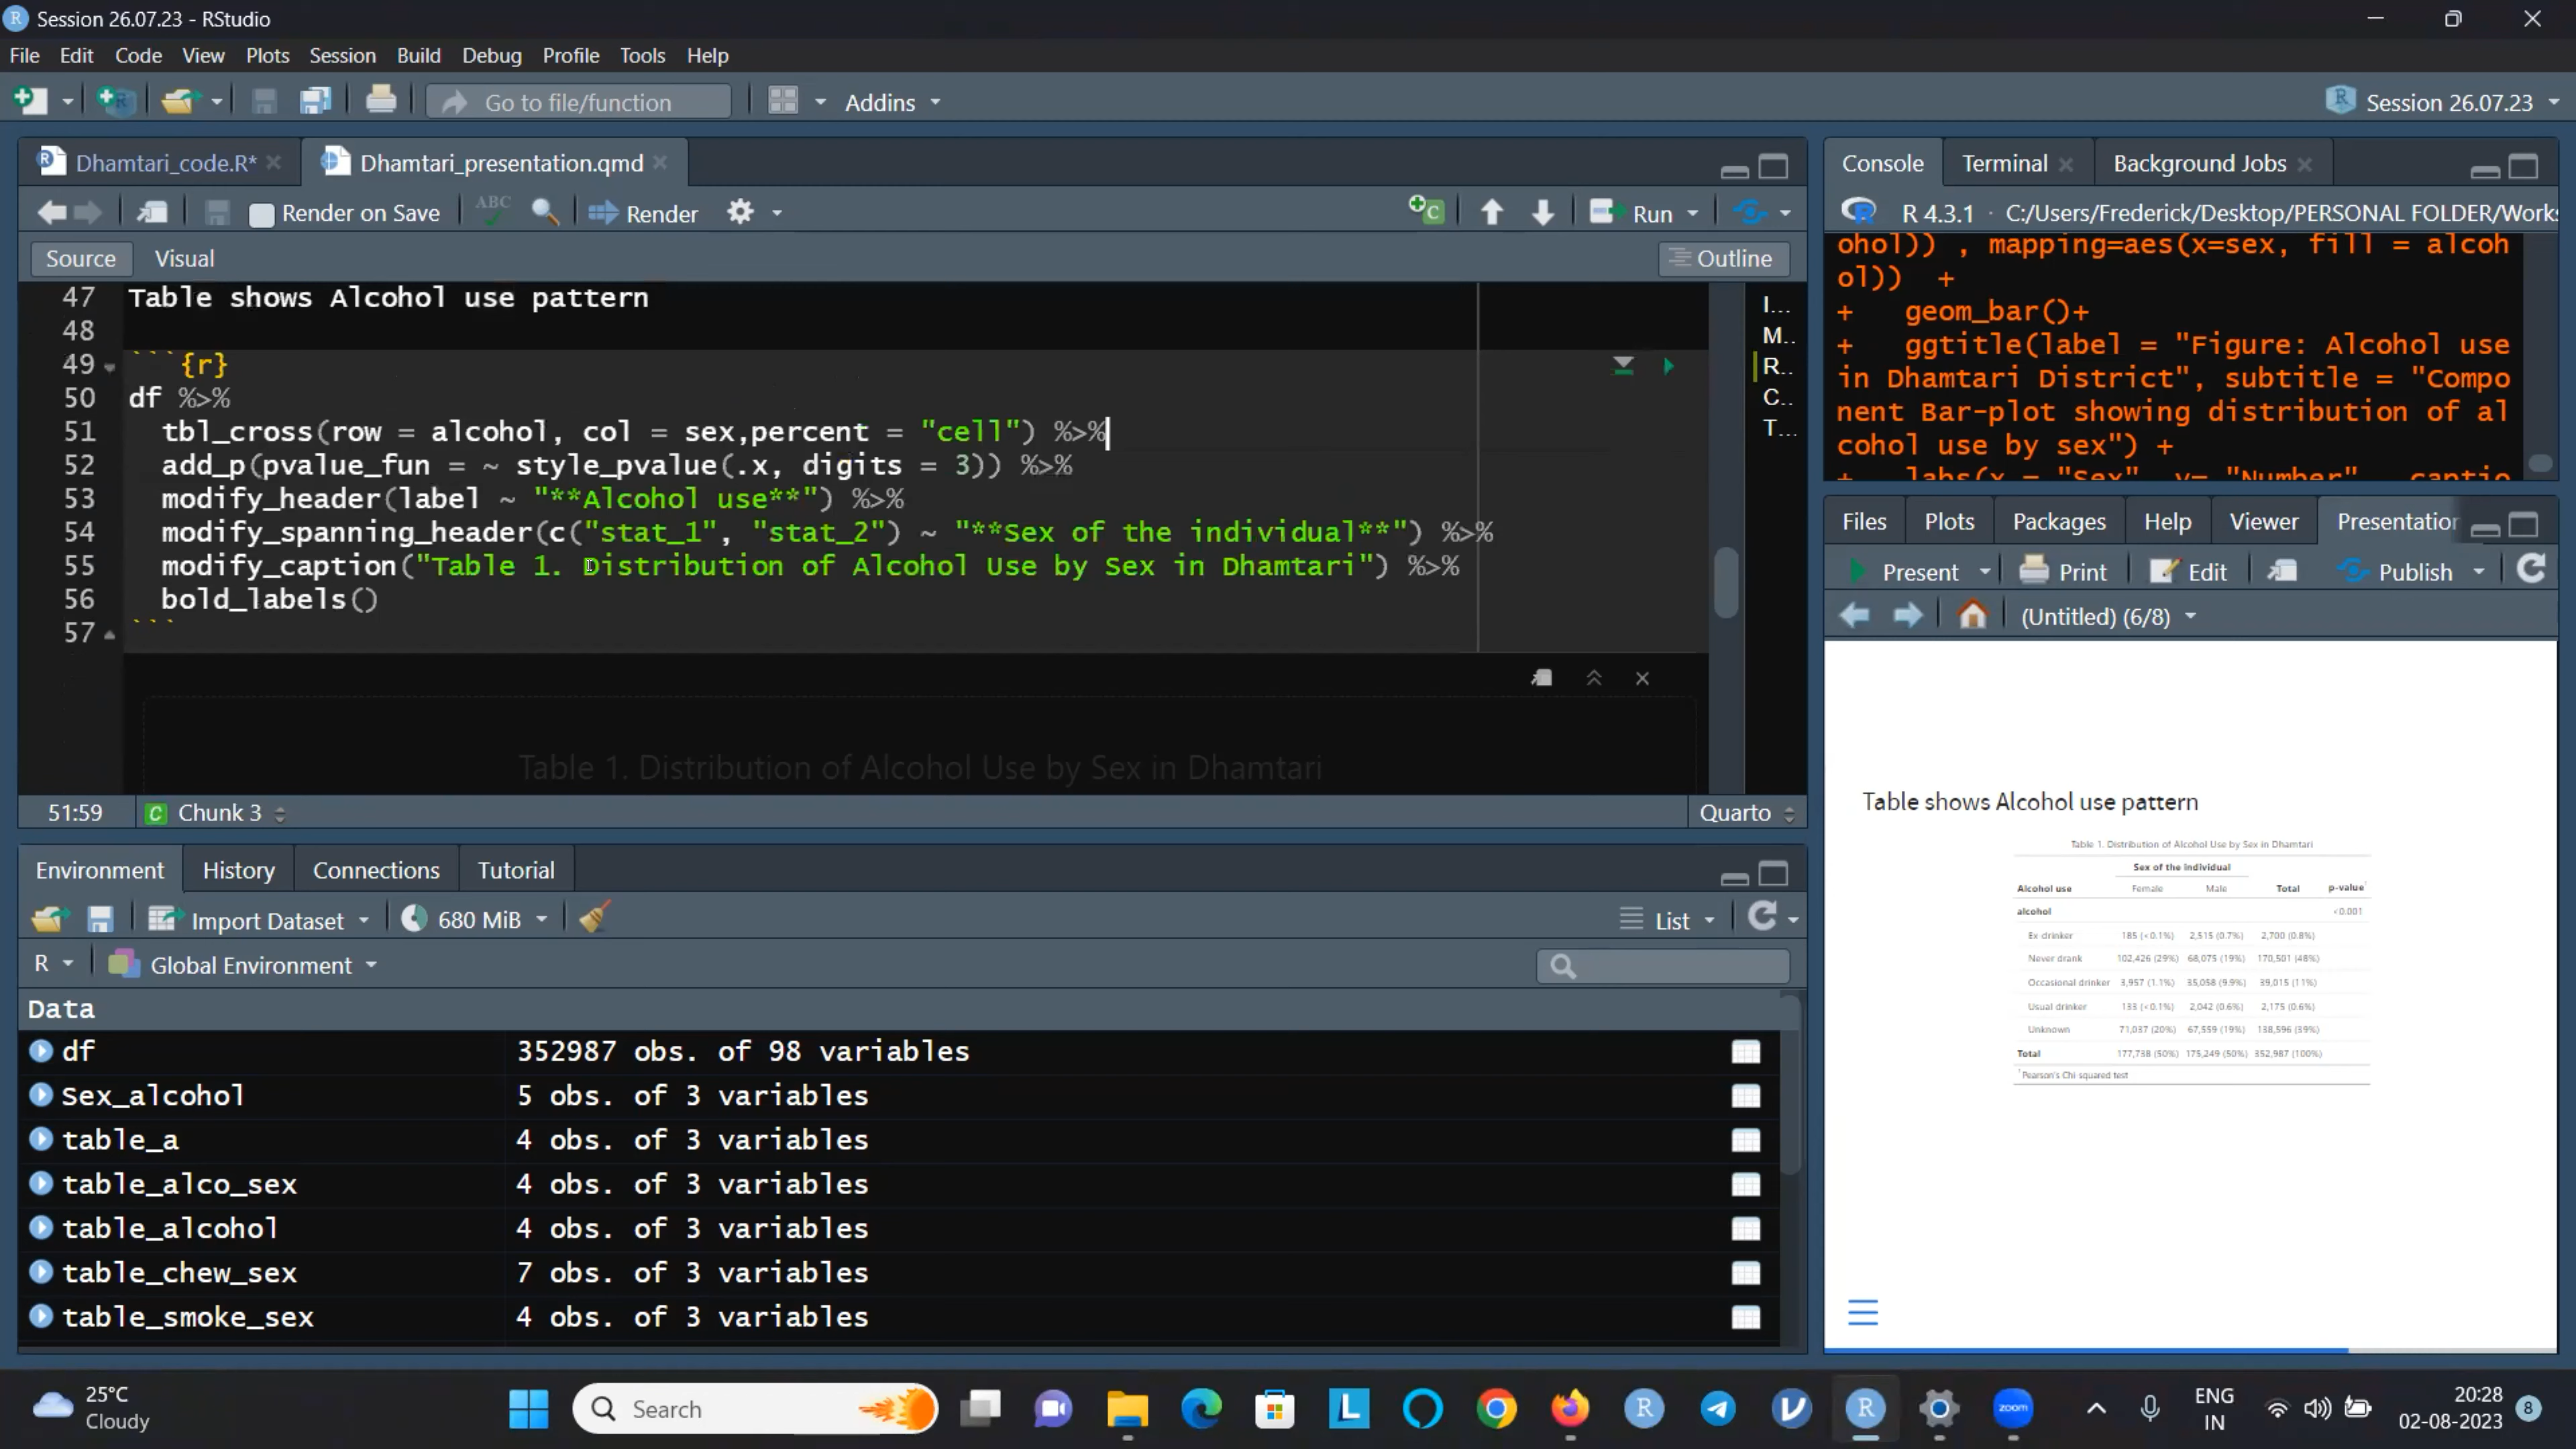 Session 26.07.23 - RStudio
File Edit Code View Plots Session Build Debug Profile Tools Help
Go to file/function Addins Session 26.07.23
Dhamtari_code.R* Dhamtari_presentation.qmd
Render on Save ABC Render Run
Source Visual Outline
47 Table shows Alcohol use pattern
48
49 ```{r}
50 df %>%
51 tbl_cross(row = alcohol, col = sex,percent = "cell") %>%
52 add_p(pvalue_fun = ~ style_pvalue(.x, digits = 3)) %>%
53 modify_header(label ~ "**Alcohol use**") %>%
54 modify_spanning_header(c("stat_1", "stat_2") ~ "**Sex of the individual**") %>%
55 modify_caption("Table 1. Distribution of Alcohol Use by Sex in Dhamtari") %>%
56 bold_labels()
57 ```
I...
M..
R..
C..
T...
Table 1. Distribution of Alcohol Use by Sex in Dhamtari
51:59 C Chunk 3 Quarto
Environment History Connections Tutorial
Import Dataset 680 MiB List
R Global Environment
Data
df 352987 obs. of 98 variables
Sex_alcohol 5 obs. of 3 variables
table_a 4 obs. of 3 variables
table_alco_sex 4 obs. of 3 variables
table_alcohol 4 obs. of 3 variables
table_chew_sex 7 obs. of 3 variables
table_smoke_sex 4 obs. of 3 variables
Console Terminal Background Jobs
R 4.3.1 · C:/Users/Frederick/Desktop/PERSONAL FOLDER/Works
ohol)) , mapping=aes(x=sex, fill = alcoh
ol)) +
+ geom_bar()+
+ ggtitle(label = "Figure: Alcohol use
in Dhamtari District", subtitle = "Compo
nent Bar-plot showing distribution of al
cohol use by sex") +
+ labs(x = "Sex", y= "Number", captio
Files Plots Packages Help Viewer Presentation
Present Print Edit Publish
(Untitled) (6/8)
Table shows Alcohol use pattern
Table 1. Distribution of Alcohol Use by Sex in Dhamtari
Sex of the individual
Alcohol use Female Male Total p-value1
alcohol <0.001
Ex drinker 185 (<0.1%) 2,515 (0.7%) 2,700 (0.8%)
Never drank 102,426 (29%) 68,075 (19%) 170,501 (48%)
Occasional drinker 3,957 (1.1%) 35,058 (9.9%) 39,015 (11%)
Usual drinker 133 (<0.1%) 2,042 (0.6%) 2,175 (0.6%)
Unknown 71,037 (20%) 67,559 (19%) 138,596 (39%)
Total 177,738 (50%) 175,249 (50%) 352,987 (100%)
1 Pearson's Chi-squared test
25°C
Cloudy
Search
zoom
ENG
IN
20:28
02-08-2023
8